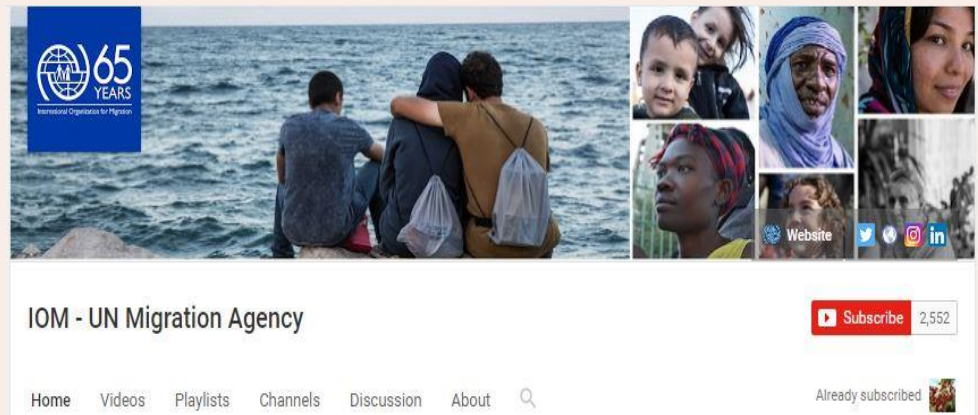 65
YEARS
International Organization for Migration
Website
IOM - UN Migration Agency
Subscribe 2,552
Home Videos Playlists Channels Discussion About
Already subscribed